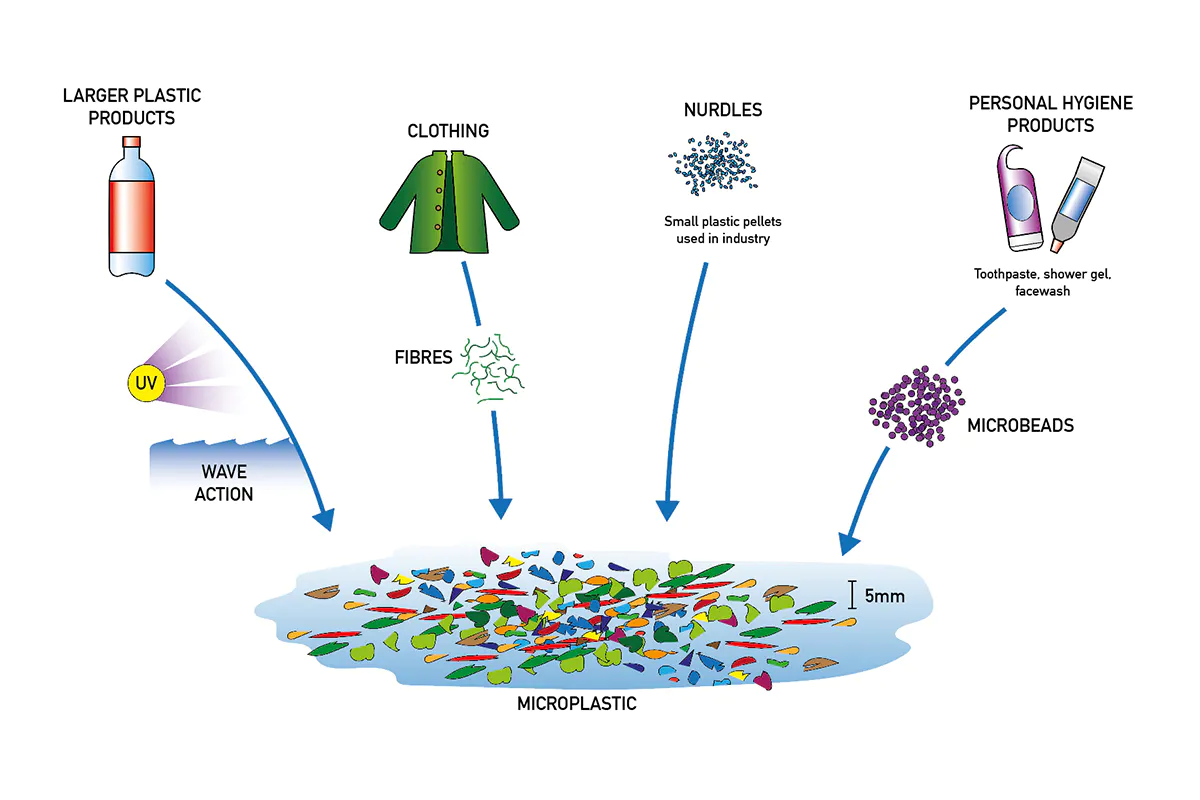 LARGER PLASTIC
PRODUCTS
CLOTHING
NURDLES
Small plastic pellets
used in industry
PERSONAL HYGIENE
PRODUCTS
Toothpaste, shower gel,
facewash
UV
WAVE
ACTION
FIBRES
MICROBEADS
5mm
MICROPLASTIC